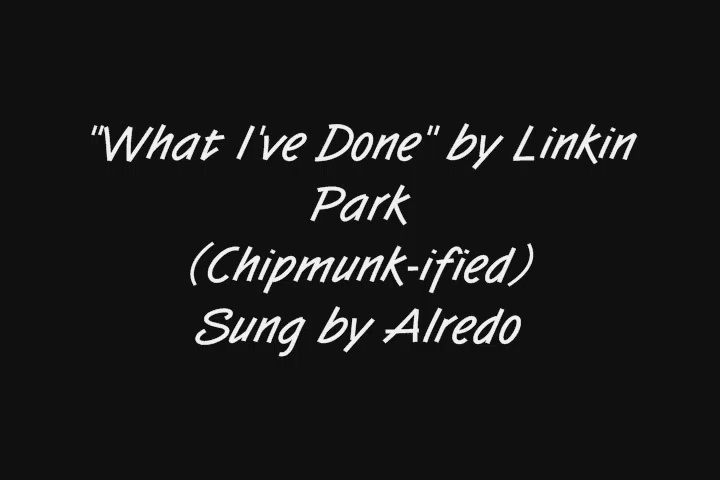 "What I've Done" by Linkin
Park
(Chipmunk-ified)
Sung by Alredo